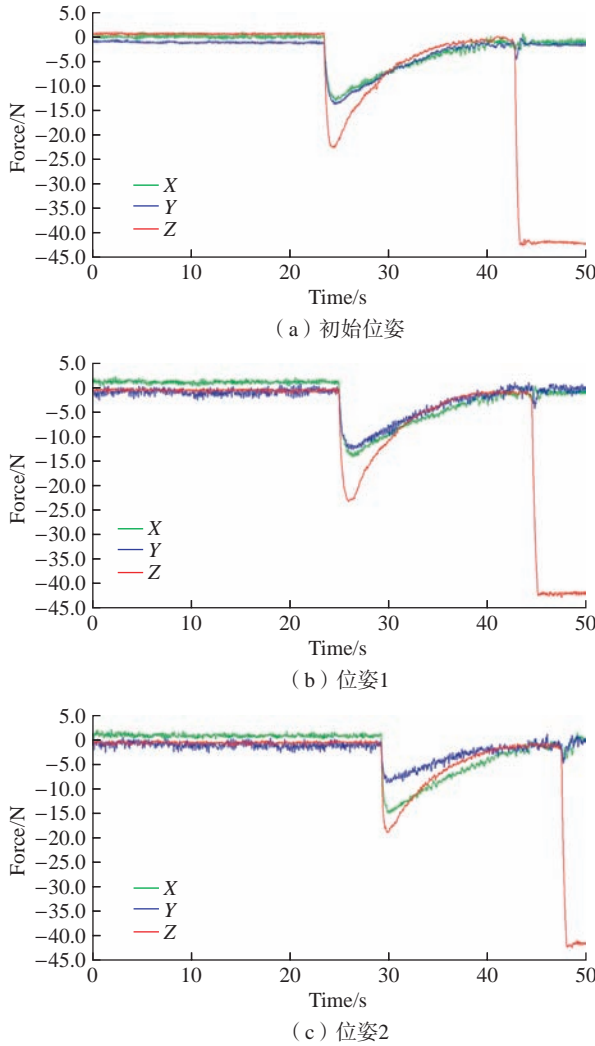 5.0
0
−5.0
−10.0
−15.0
−20.0
−25.0
−30.0
−35.0
−40.0
−45.0
Force/N
X
Y
Z
0 10 20 30 40 50
Time/s
（a）初始位姿
5.0
0
−5.0
−10.0
−15.0
−20.0
−25.0
−30.0
−35.0
−40.0
−45.0
Force/N
X
Y
Z
0 10 20 30 40 50
Time/s
（b）位姿1
5.0
0
−5.0
−10.0
−15.0
−20.0
−25.0
−30.0
−35.0
−40.0
−45.0
Force/N
X
Y
Z
0 10 20 30 40 50
Time/s
（c）位姿2